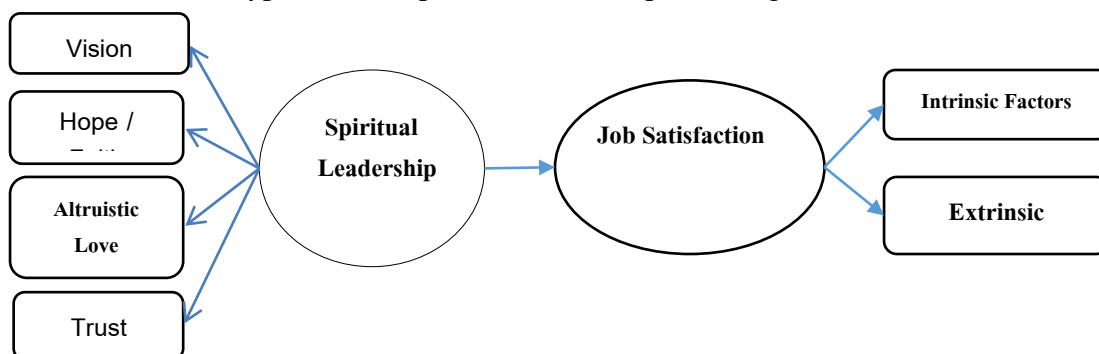 Vision
Hope /
Altruistic
Love
Trust
Spiritual
Leadership
Job Satisfaction
Intrinsic Factors
Extrinsic